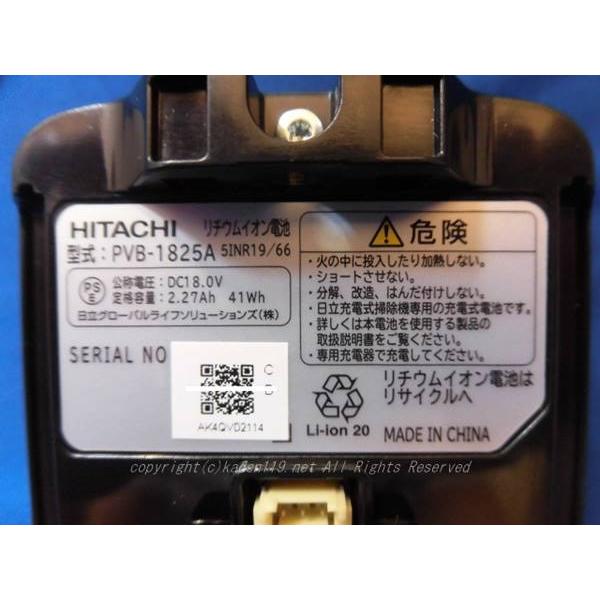 HITACHI リチウムイオン電池
型式: PVB-1825A 5INR19/66
PS
E
公称電圧: DC18.0V
定格容量: 2.27Ah 41Wh
日立グローバルライフソリューションズ(株)
SERIAL NO
C
D
AK4QVD2114
危険
・火の中に投入したり加熱しない。
・ショートさせない。
・分解、改造、はんだ付けしない。
・日立充電式掃除機専用の充電式電池です。
・詳しくは本電池を使用する製品の
取扱説明書をご覧ください。
・専用充電器で充電してください。
リチウムイオン電池は
リサイクルへ
Li-ion 20
MADE IN CHINA
copyright(c)kaden119.net All Rights Reserved